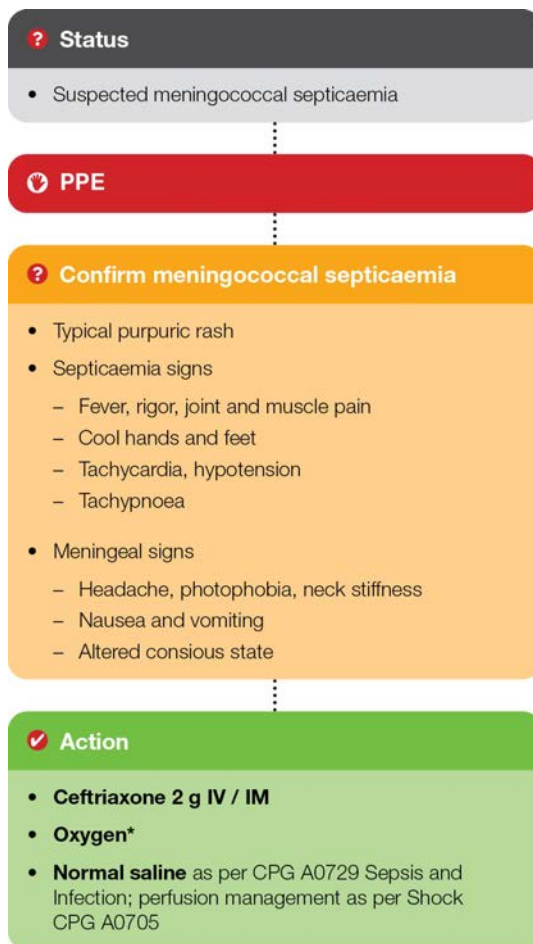 Status
• Suspected meningococcal septicaemia
PPE
Confirm meningococcal septicaemia
• Typical purpuric rash
• Septicaemia signs
– Fever, rigor, joint and muscle pain
– Cool hands and feet
– Tachycardia, hypotension
– Tachypnoea
• Meningeal signs
– Headache, photophobia, neck stiffness
– Nausea and vomiting
– Altered consious state
Action
• Ceftriaxone 2 g IV / IM
• Oxygen*
• Normal saline as per CPG A0729 Sepsis and
Infection; perfusion management as per Shock
CPG A0705